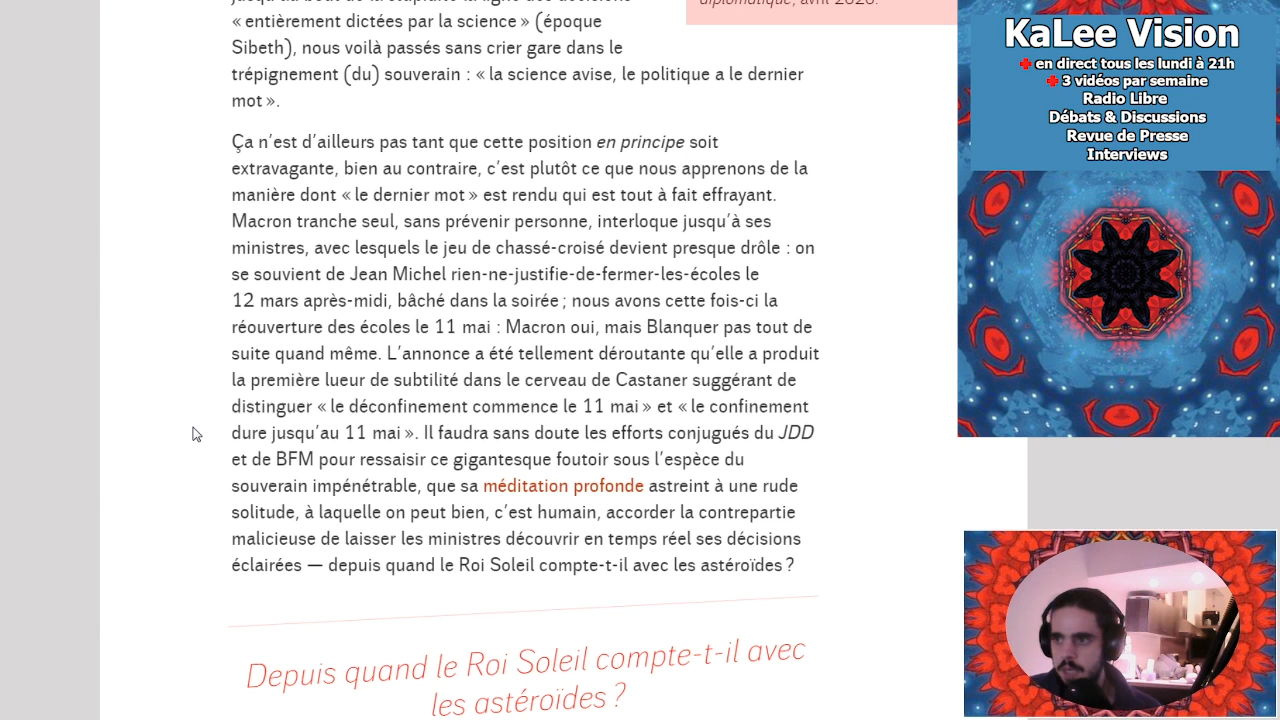 « entièrement dictées par la science » (époque
Sibeth), nous voilà passés sans crier gare dans le
trépignement (du) souverain : « la science avise, le politique a le dernier
mot ».
Ça n'est d'ailleurs pas tant que cette position en principe soit
extravagante, bien au contraire, c'est plutôt ce que nous apprenons de la
manière dont « le dernier mot » est rendu qui est tout à fait effrayant.
Macron tranche seul, sans prévenir personne, interloque jusqu'à ses
ministres, avec lesquels le jeu de chassé-croisé devient presque drôle : on
se souvient de Jean Michel rien-ne-justifie-de-fermer-les-écoles le
12 mars après-midi, bâché dans la soirée ; nous avons cette fois-ci la
réouverture des écoles le 11 mai : Macron oui, mais Blanquer pas tout de
suite quand même. L'annonce a été tellement déroutante qu'elle a produit
la première lueur de subtilité dans le cerveau de Castaner suggérant de
distinguer « le déconfinement commence le 11 mai » et « le confinement
dure jusqu'au 11 mai ». Il faudra sans doute les efforts conjugués du JDD
et de BFM pour ressaisir ce gigantesque foutoir sous l'espèce du
souverain impénétrable, que sa méditation profonde astreint à une rude
solitude, à laquelle on peut bien, c'est humain, accorder la contrepartie
malicieuse de laisser les ministres découvrir en temps réel ses décisions
éclairées — depuis quand le Roi Soleil compte-t-il avec les astéroïdes ?
Depuis quand le Roi Soleil compte-t-il avec
les astéroïdes ?
KaLee Vision
en direct tous les lundi à 21h
3 vidéos par semaine
Radio Libre
Débats & Discussions
Revue de Presse
Interviews